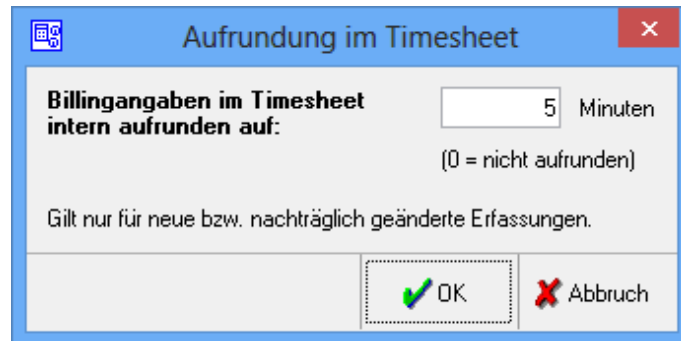 Aufrundung im Timesheet
Billingangaben im Timesheet
intern aufrunden auf:
5 Minuten
(0 = nicht aufrunden)
Gilt nur für neue bzw. nachträglich geänderte Erfassungen.
OK
Abbruch